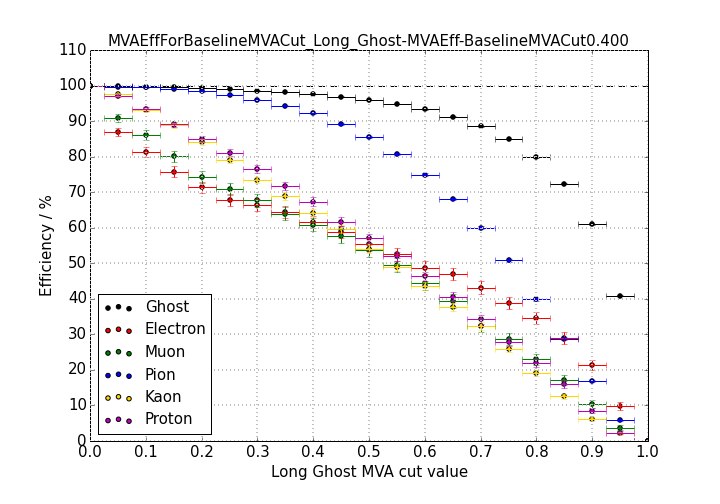 MVAEffForBaselineMVACut_Long_Ghost-MVAEff-BaselineMVACut0.400
110
100
90
80
70
60
50
40
30
20
10
0
Efficiency / %
Ghost
Electron
Muon
Pion
Kaon
Proton
0.0 0.1 0.2 0.3 0.4 0.5 0.6 0.7 0.8 0.9 1.0
Long Ghost MVA cut value